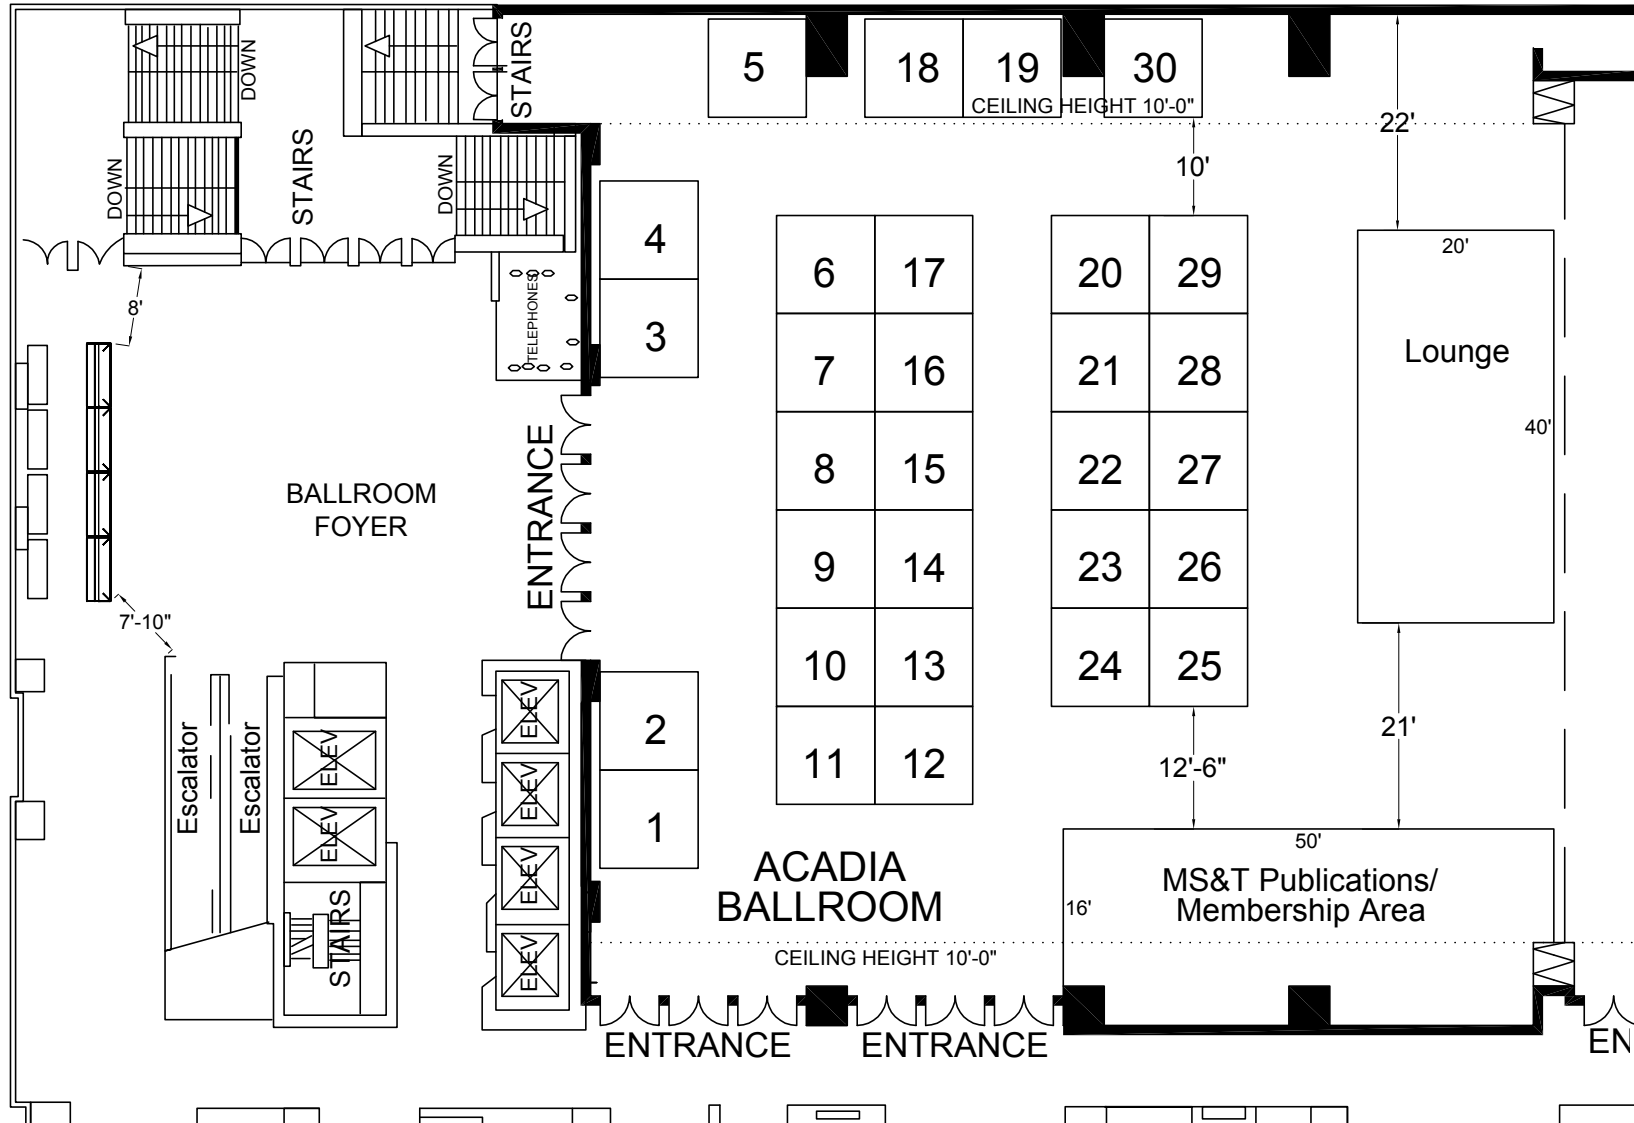 STAIRS
DOWN
5
18
19
30
CEILING HEIGHT 10'-0"
22'
10'
DOWN
STAIRS
DOWN
4
3
TELEPHONES
8'
6
17
7
16
8
15
9
14
10
13
11
12
20
29
21
28
22
27
23
26
24
25
20'
Lounge
40'
BALLROOM
FOYER
ENTRANCE
7'-10"
Escalator
Escalator
ELEV
ELEV
STAIRS
ELEV
ELEV
ELEV
ELEV
2
1
12'-6"
21'
ACADIA
BALLROOM
CEILING HEIGHT 10'-0"
50'
16'
MS&T Publications/
Membership Area
ENTRANCE
ENTRANCE
EN